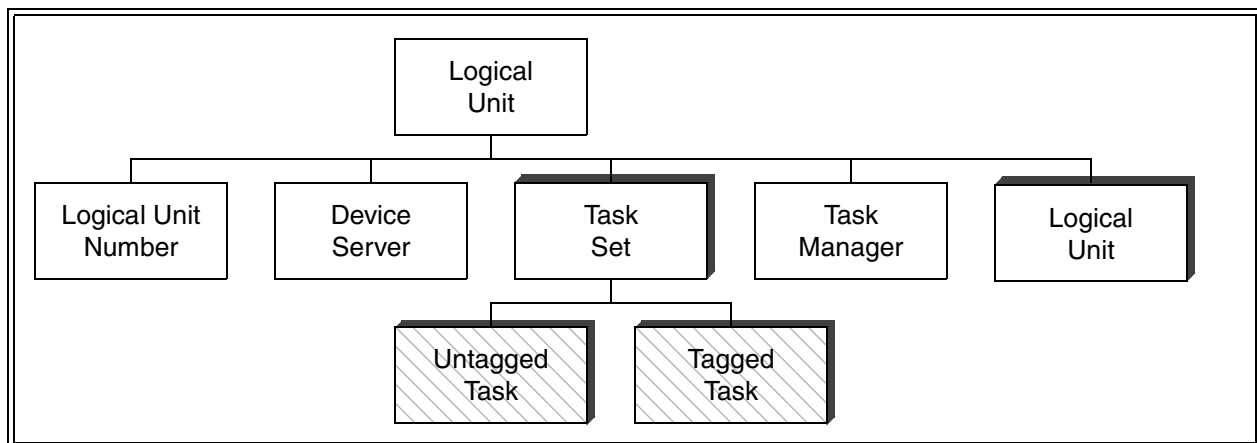 Logical
Unit
Logical Unit
Number
Device
Server
Task
Set
Task
Manager
Logical
Unit
Untagged
Task
Tagged
Task